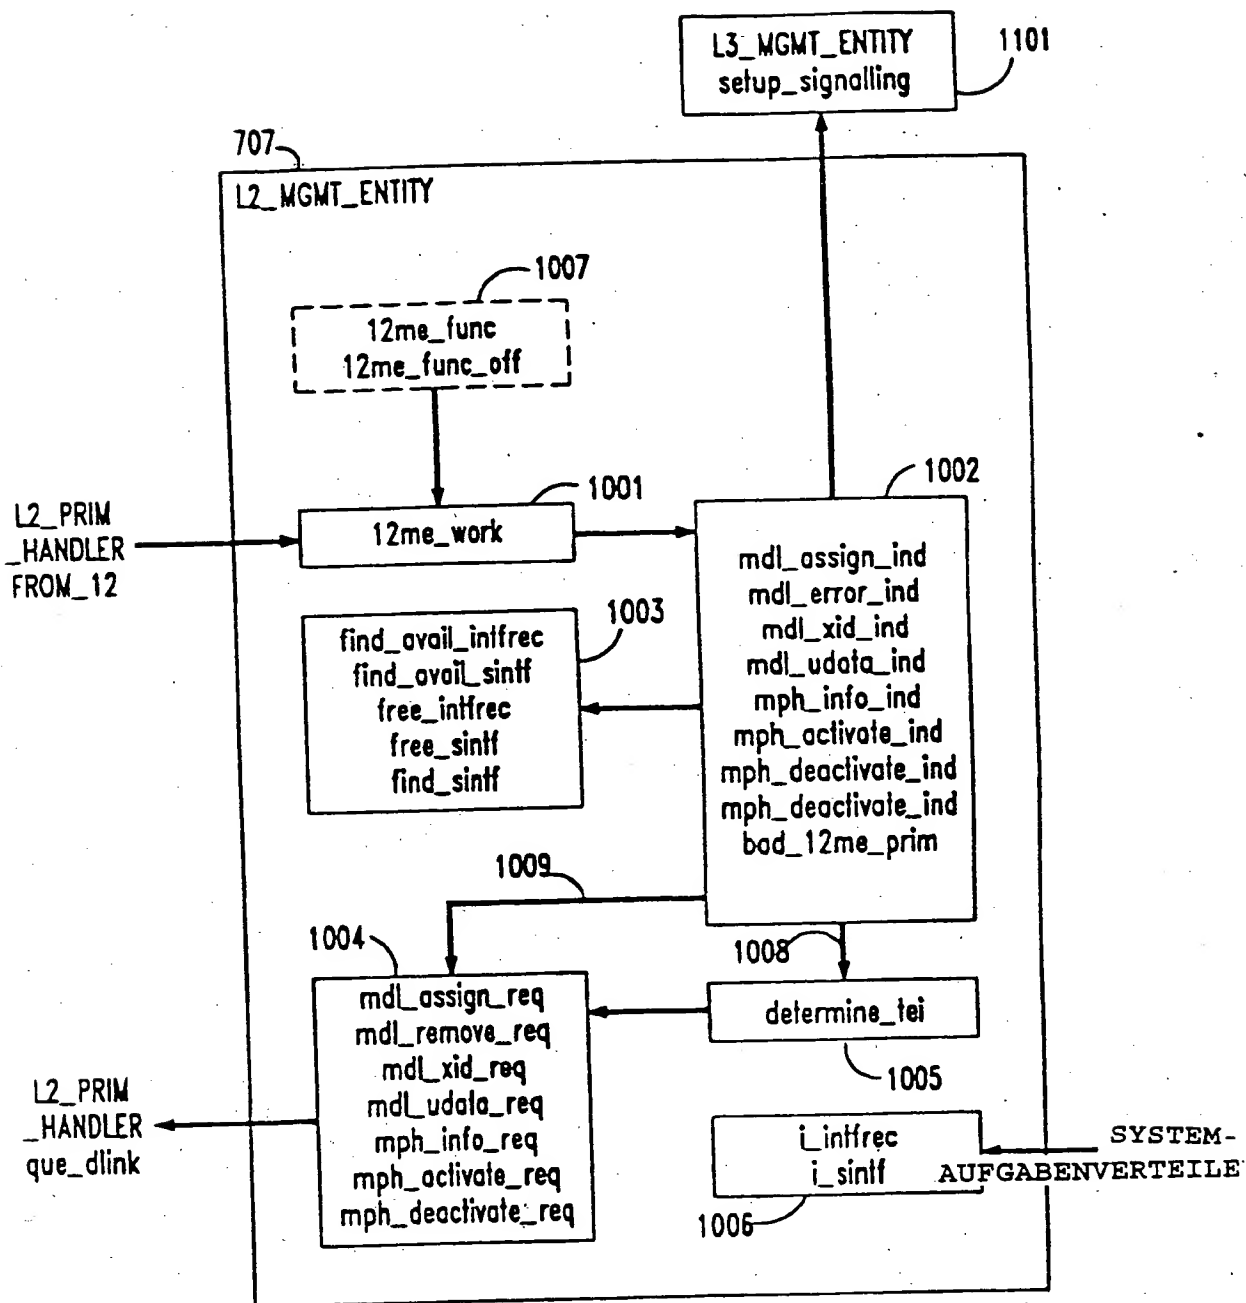 L3_MGMT_ENTITY
setup_signalling
1101
707
L2_MGMT_ENTITY
1007
12me_func
12me_func_off
1001
12me_work
L2_PRIM
_HANDLER
FROM_12
1002
mdl_assign_ind
mdl_error_ind
mdl_xid_ind
mdl_udata_ind
mph_info_ind
mph_activate_ind
mph_deactivate_ind
mph_deactivate_ind
bad_12me_prim
1003
find_avail_intfrec
find_avail_sintf
free_intfrec
free_sintf
find_sintf
1009
1008
1004
mdl_assign_req
mdl_remove_req
mdl_xid_req
mdl_udata_req
mph_info_req
mph_activate_req
mph_deactivate_req
determine_tei
1005
L2_PRIM
_HANDLER
que_dlink
i_intfrec
i_sintf
1006
SYSTEM-
AUFGABENVERTEILE